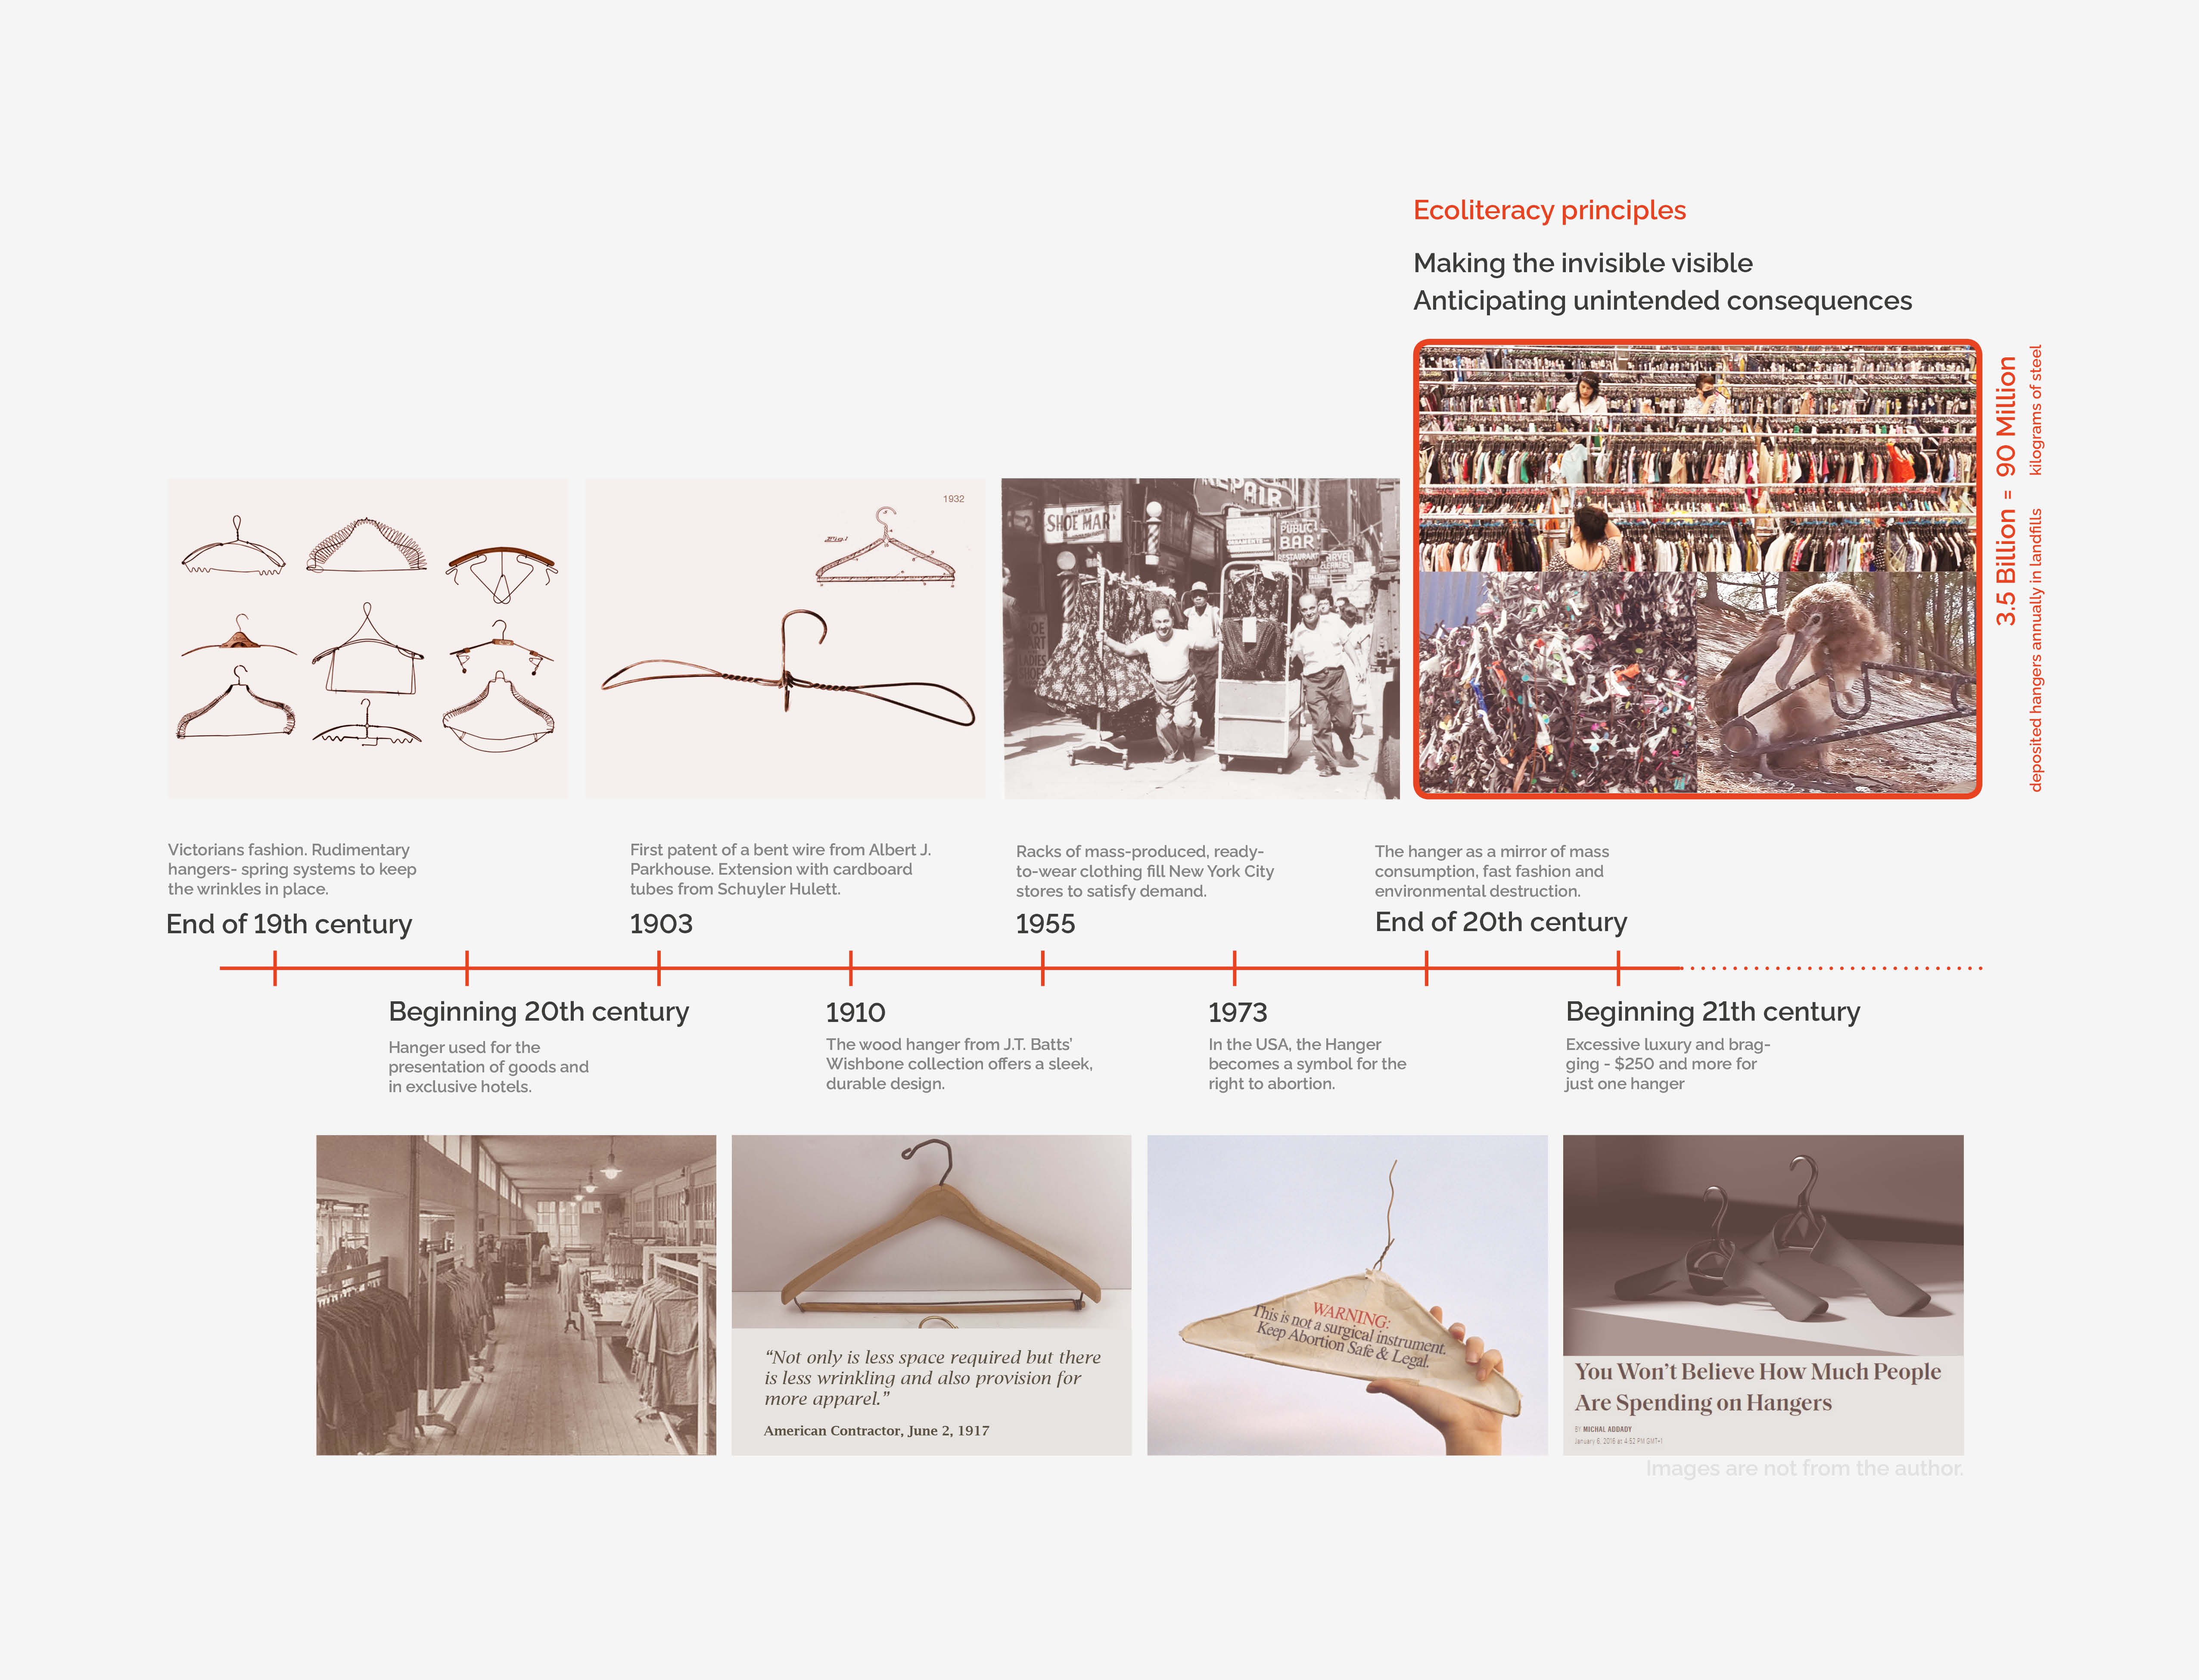 Ecoliteracy principles
Making the invisible visible
Anticipating unintended consequences
3.5 Billion = 90 Million
deposited hangers annually in landfills kilograms of steel
1932
REPAIR
SHOE MAR
PUBLIC
BAR
RESTAURANT
Victorians fashion. Rudimentary
hangers- spring systems to keep
the wrinkles in place.
End of 19th century
First patent of a bent wire from Albert J.
Parkhouse. Extension with cardboard
tubes from Schuyler Hulett.
1903
Racks of mass-produced, ready-
to-wear clothing fill New York City
stores to satisfy demand.
1955
The hanger as a mirror of mass
consumption, fast fashion and
environmental destruction.
End of 20th century
Beginning 20th century
Hanger used for the
presentation of goods and
in exclusive hotels.
1910
The wood hanger from J.T. Batts’
Wishbone collection offers a sleek,
durable design.
1973
In the USA, the Hanger
becomes a symbol for the
right to abortion.
Beginning 21th century
Excessive luxury and brag-
ging - $250 and more for
just one hanger
“Not only is less space required but there
is less wrinkling and also provision for
more apparel.”
American Contractor, June 2, 1917
WARNING:
This is not a surgical instrument.
Keep Abortion Safe & Legal.
You Won’t Believe How Much People
Are Spending on Hangers
BY MICHAL ADDADY
January 6, 2016 at 4:52 PM GMT+1
Images are not from the author.